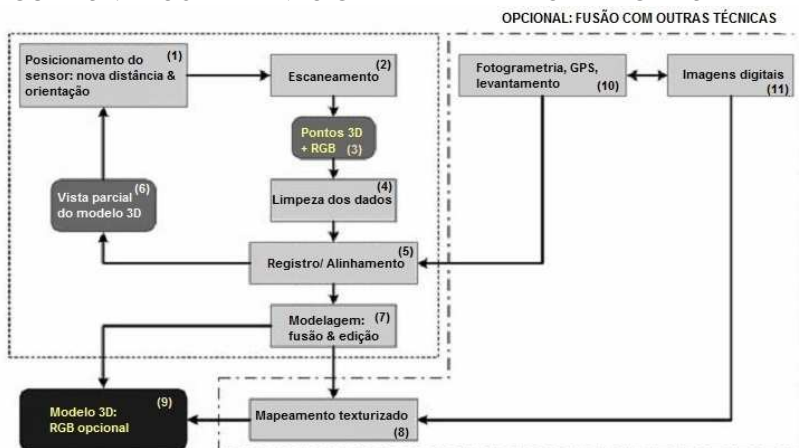 OPCIONAL: FUSÃO COM OUTRAS TÉCNICAS
Posicionamento do (1)
sensor: nova distância &
orientação
(2)
Escaneamento
Fotogrametria, GPS,
levantamento (10)
Imagens digitais
(11)
Pontos 3D
+ RGB (3)
(4)
Limpeza dos dados
Vista parcial (6)
do modelo 3D
(5)
Registro/ Alinhamento
Modelagem: (7)
fusão & edição
Modelo 3D: (9)
RGB opcional
Mapeamento texturizado
(8)